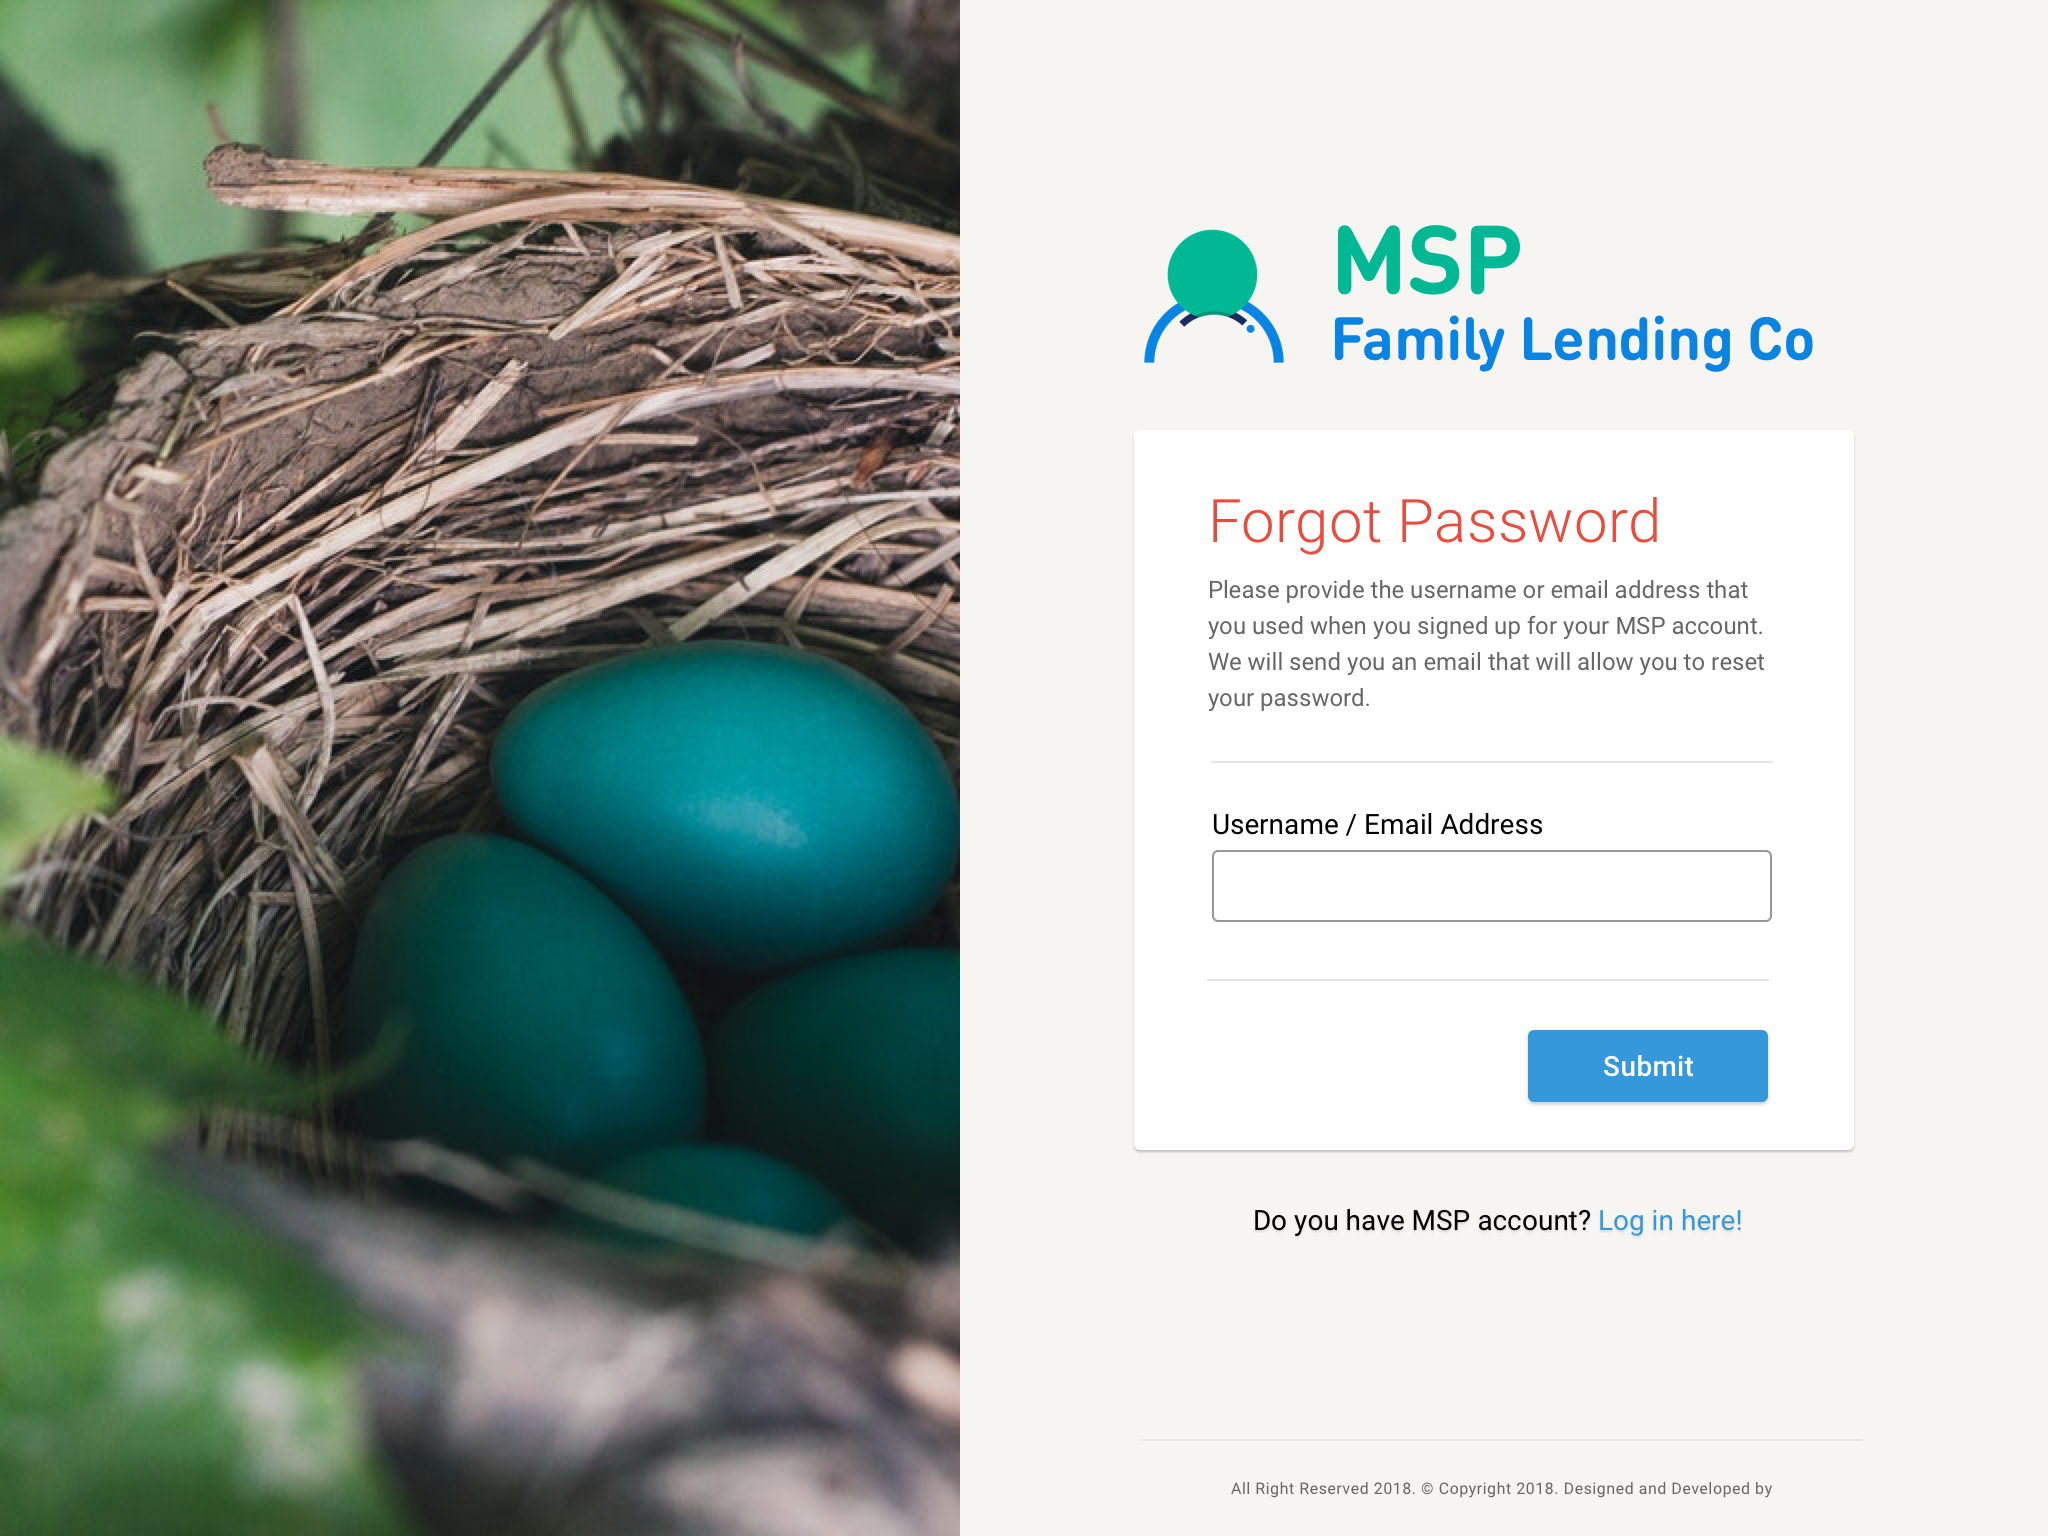 MSP
Family Lending Co
Forgot Password
Please provide the username or email address that
you used when you signed up for your MSP account.
We will send you an email that will allow you to reset
your password.
Username / Email Address
Submit
Do you have MSP account? Log in here!
All Right Reserved 2018. © Copyright 2018. Designed and Developed by